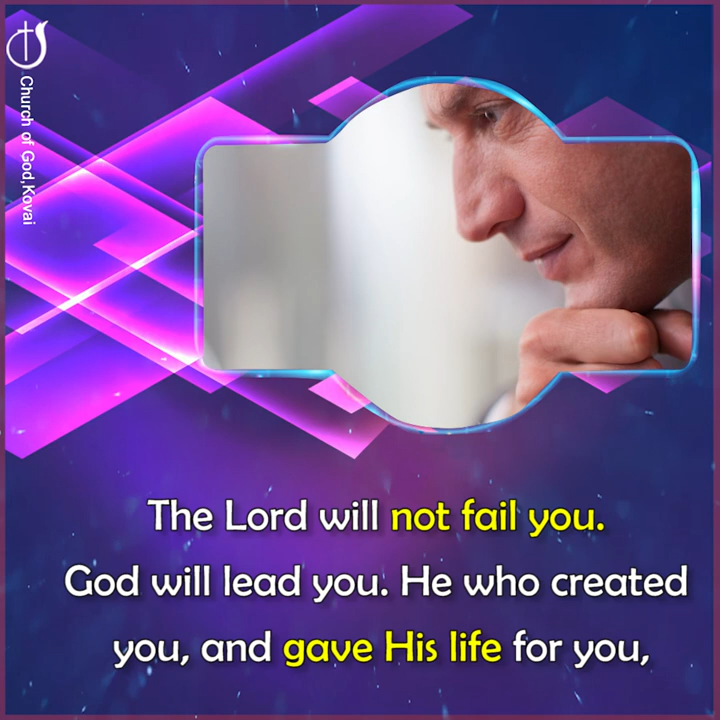 Church of God,Kovai
The Lord will not fail you.
God will lead you. He who created
you, and gave His life for you,